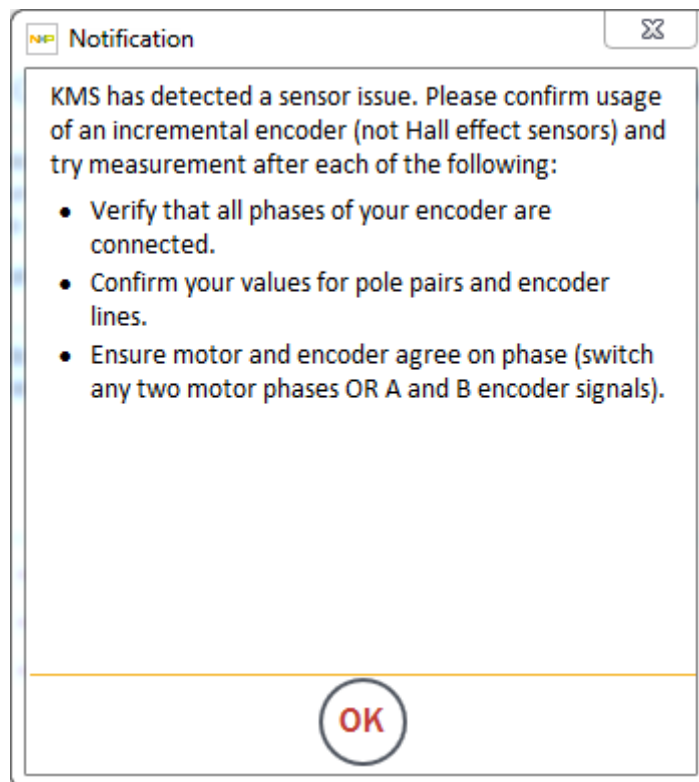 NXP Notification
KMS has detected a sensor issue. Please confirm usage
of an incremental encoder (not Hall effect sensors) and
try measurement after each of the following:
• Verify that all phases of your encoder are
connected.
• Confirm your values for pole pairs and encoder
lines.
• Ensure motor and encoder agree on phase (switch
any two motor phases OR A and B encoder signals).
OK